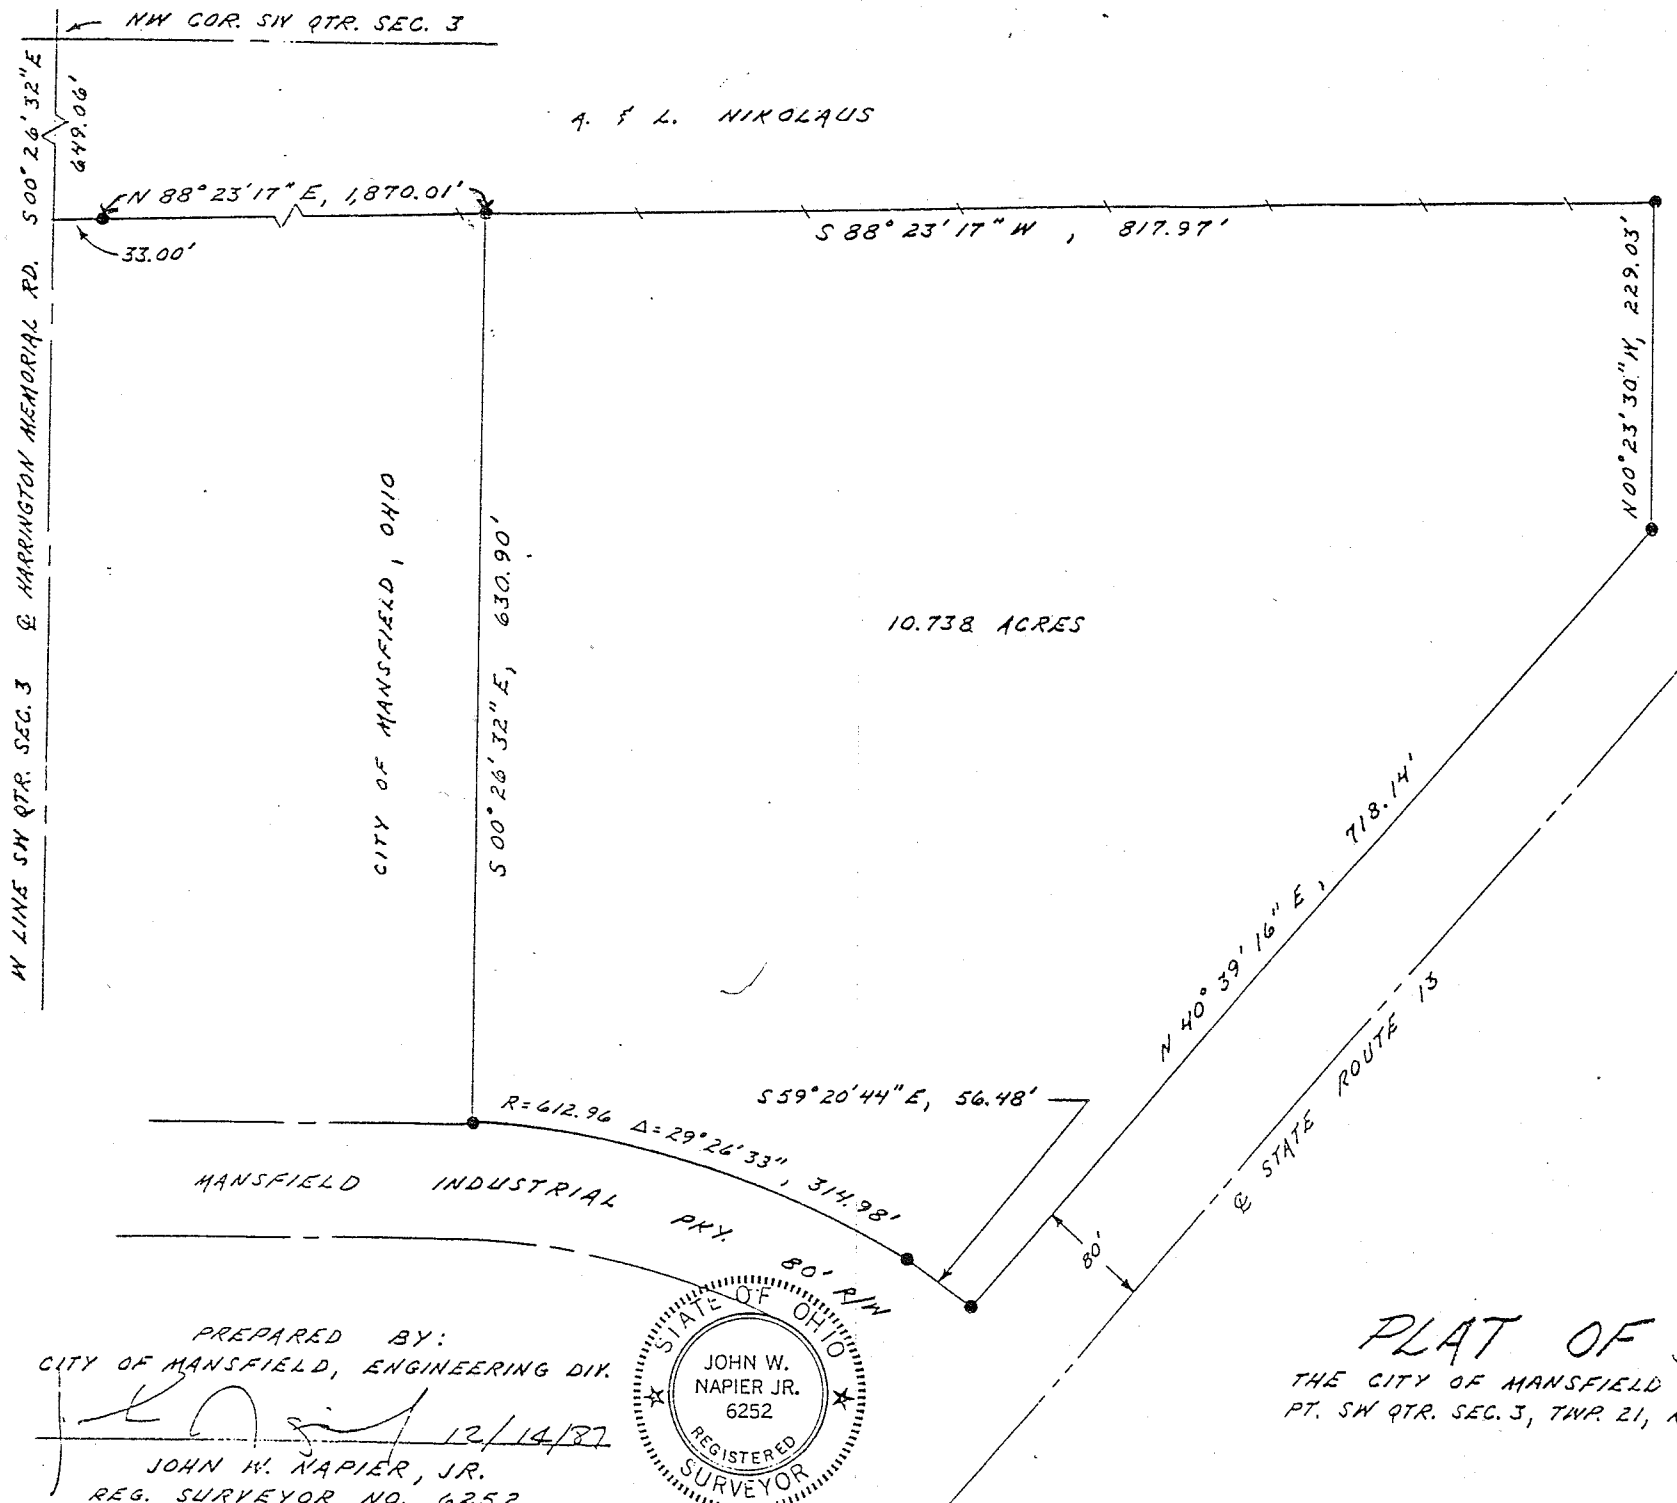 NW COR. SW QTR. SEC. 3
S 00° 26' 32" E
649.06'
A. & L. NIKOLAUS
N 88° 23' 17" E, 1,870.01'
33.00'
S 88° 23' 17" W , 817.97'
N 00° 23' 30" W, 229.03'
W LINE SW QTR. SEC. 3 ℄ HARRINGTON MEMORIAL RD.
CITY OF MANSFIELD, OHIO
S 00° 26' 32" E, 630.90'
10.738 ACRES
N 40° 39' 16" E, 718.14'
S 59° 20' 44" E, 56.48'
R=612.96 Δ=29° 26' 33", 314.98'
MANSFIELD INDUSTRIAL PKY. 80' R/W
80'
℄ STATE ROUTE 13
PREPARED BY:
CITY OF MANSFIELD, ENGINEERING DIV.
12/14/87
JOHN W. NAPIER, JR.
REG. SURVEYOR NO. 6252
STATE OF OHIO
JOHN W.
NAPIER JR.
6252
REGISTERED
SURVEYOR
PLAT OF
THE CITY OF MANSFIELD
PT. SW QTR. SEC. 3, TWP. 21,